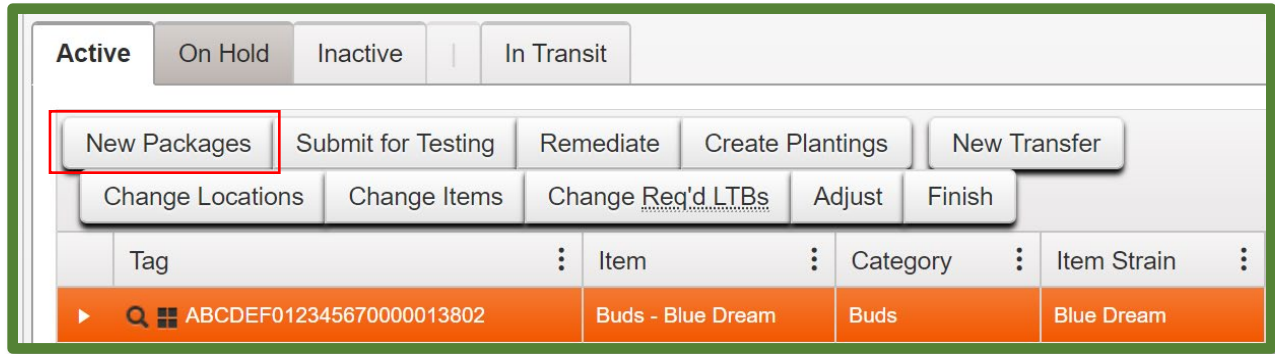 Active On Hold Inactive | In Transit
New Packages Submit for Testing Remediate Create Plantings New Transfer
Change Locations Change Items Change Req'd LTBs Adjust Finish
Tag Item Category Item Strain
ABCDEF012345670000013802 Buds - Blue Dream Buds Blue Dream